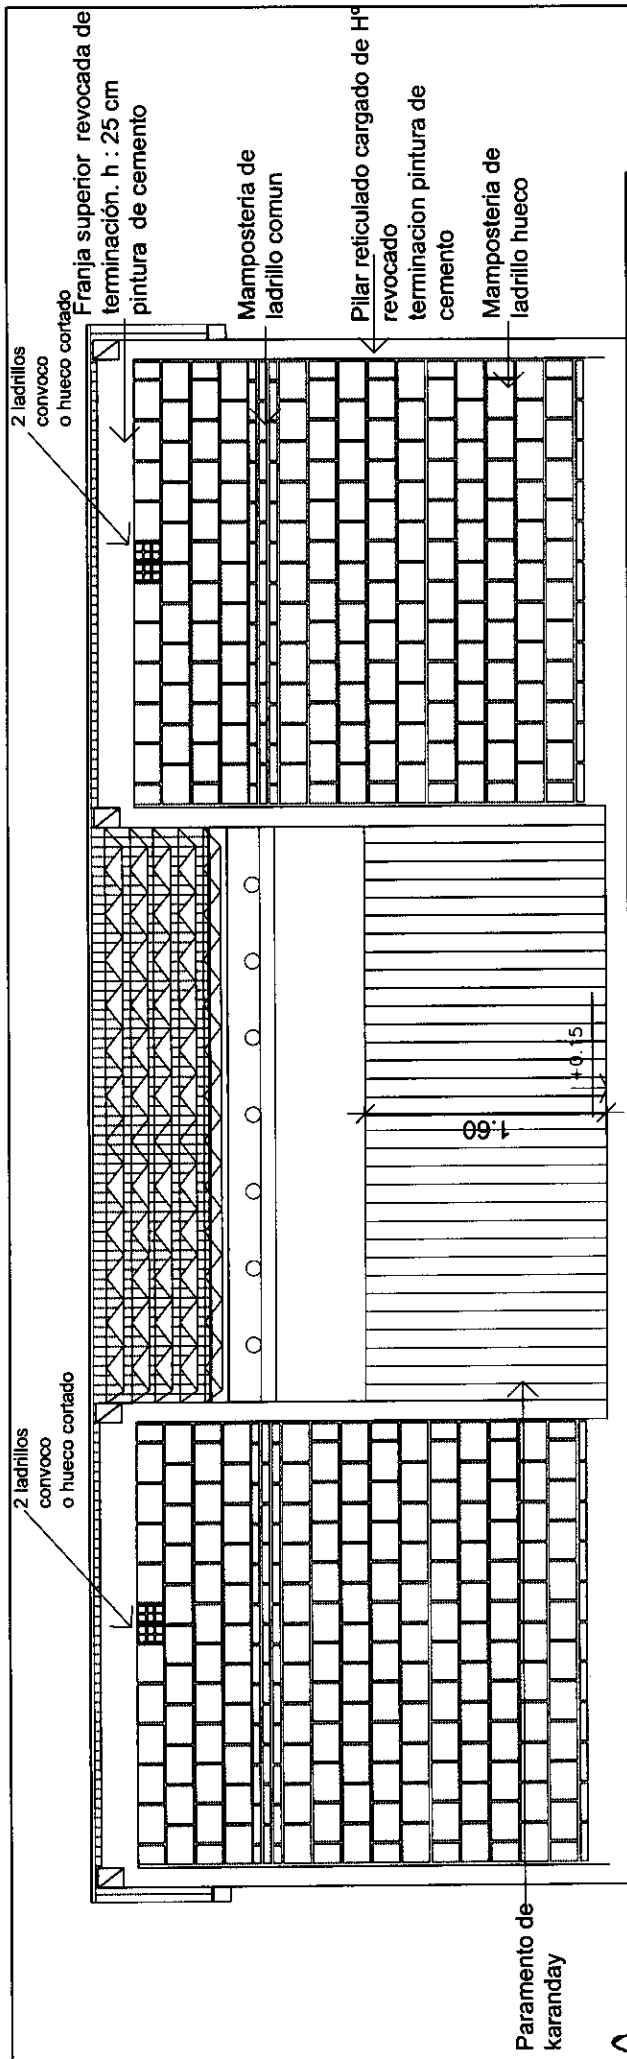 2 ladrillos
convoco
o hueco cortado
2 ladrillos
convoco
o hueco cortado
Franja superior revocada de
terminación. h : 25 cm
pintura de cemento
Mamposteria de
ladrillo comun
Pilar reticulado cargado de Hº
revocado
terminacion pintura de
cemento
Mamposteria de
ladrillo hueco
1.60
+0.15
Paramento de
karanday